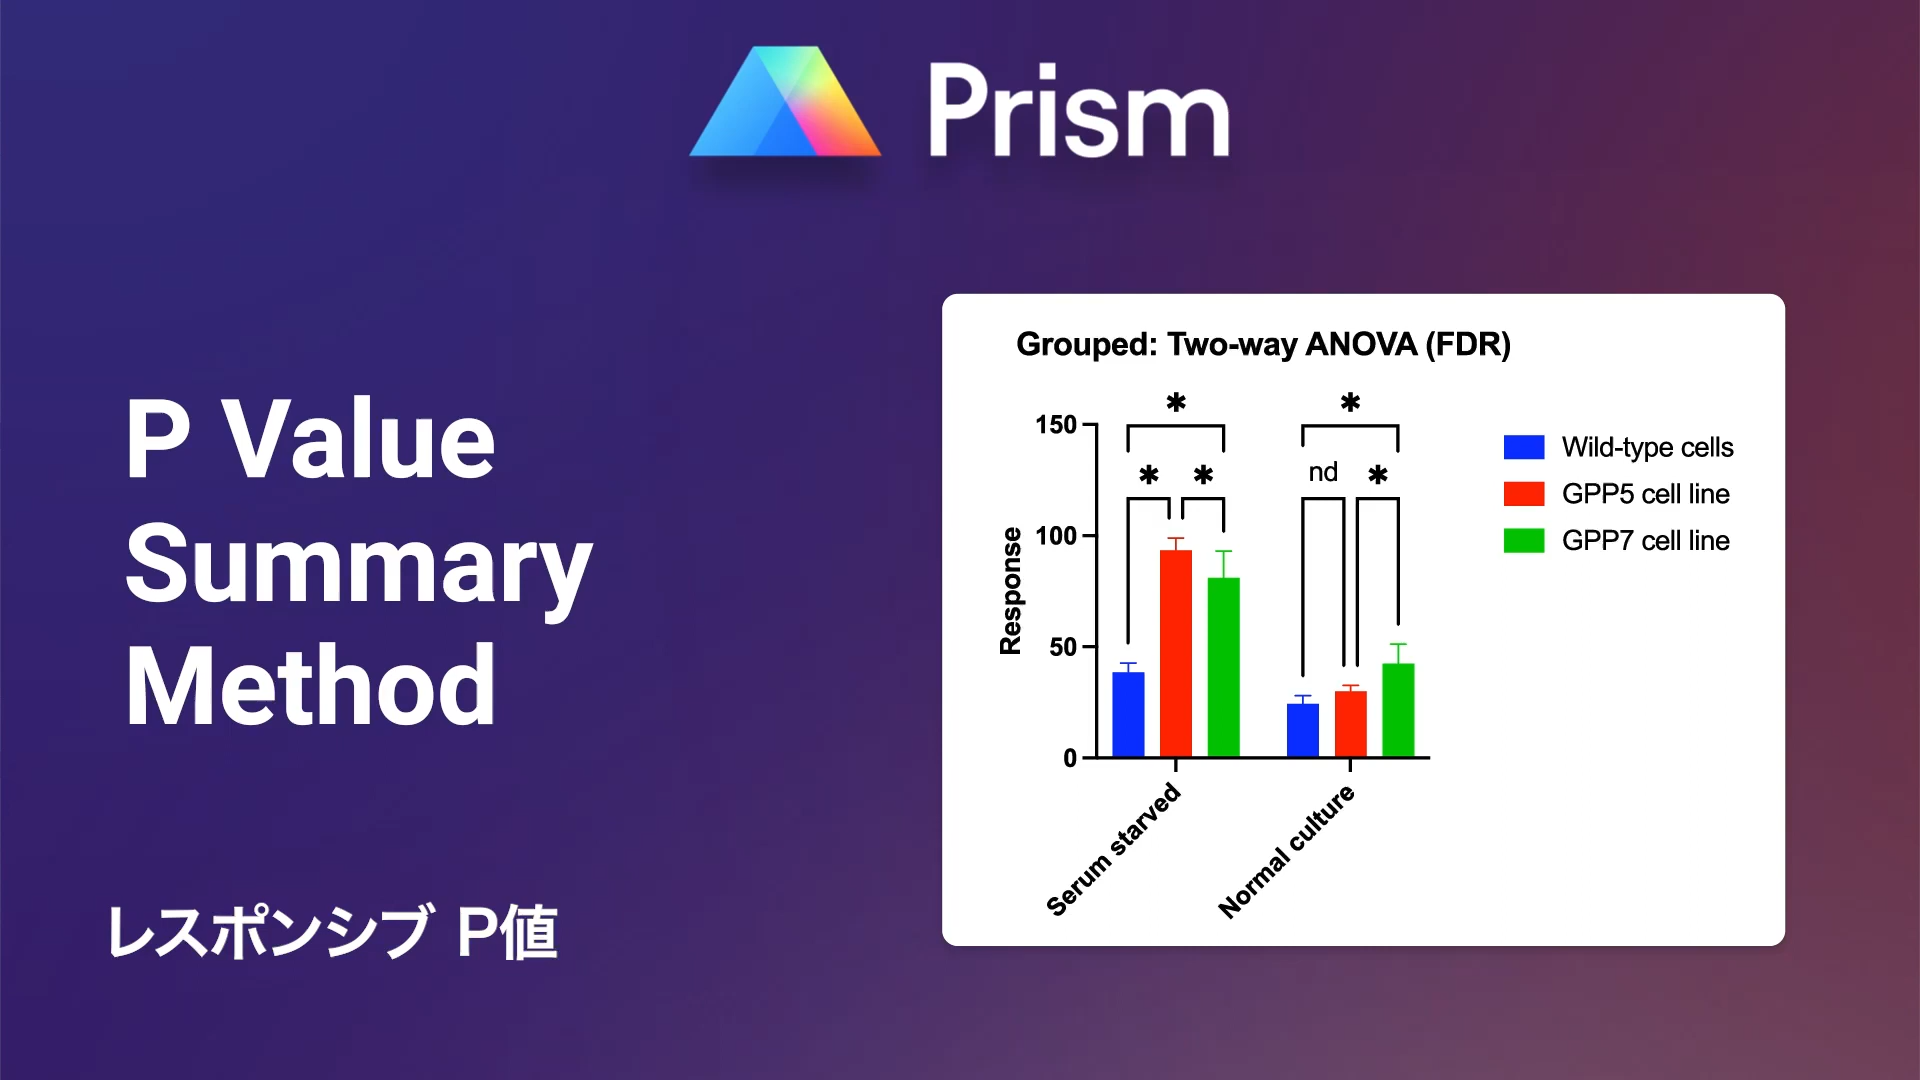 Prism
P Value
Summary
Method
レスポンシブ P値
Grouped: Two-way ANOVA (FDR)
Response
150
100
50
0
* *
* * nd *
Serum starved
Normal culture
Wild-type cells
GPP5 cell line
GPP7 cell line